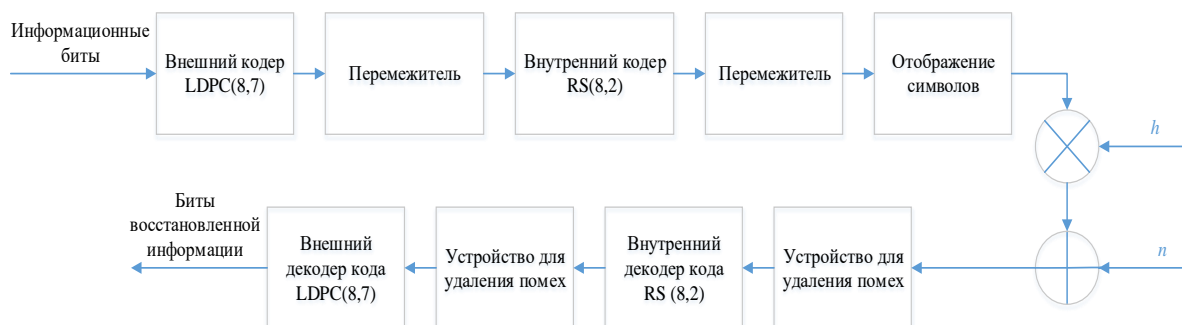 Информационные
биты
Внешний кодер
LDPC(8,7)
Перемежитель
Внутренний кодер
RS(8,2)
Перемежитель
Отображение
символов
h
Биты
восстановленной
информации
Внешний
декодер кода
LDPC(8,7)
Устройство для
удаления помех
Внутренний
декодер кода
RS (8,2)
Устройство для
удаления помех
n